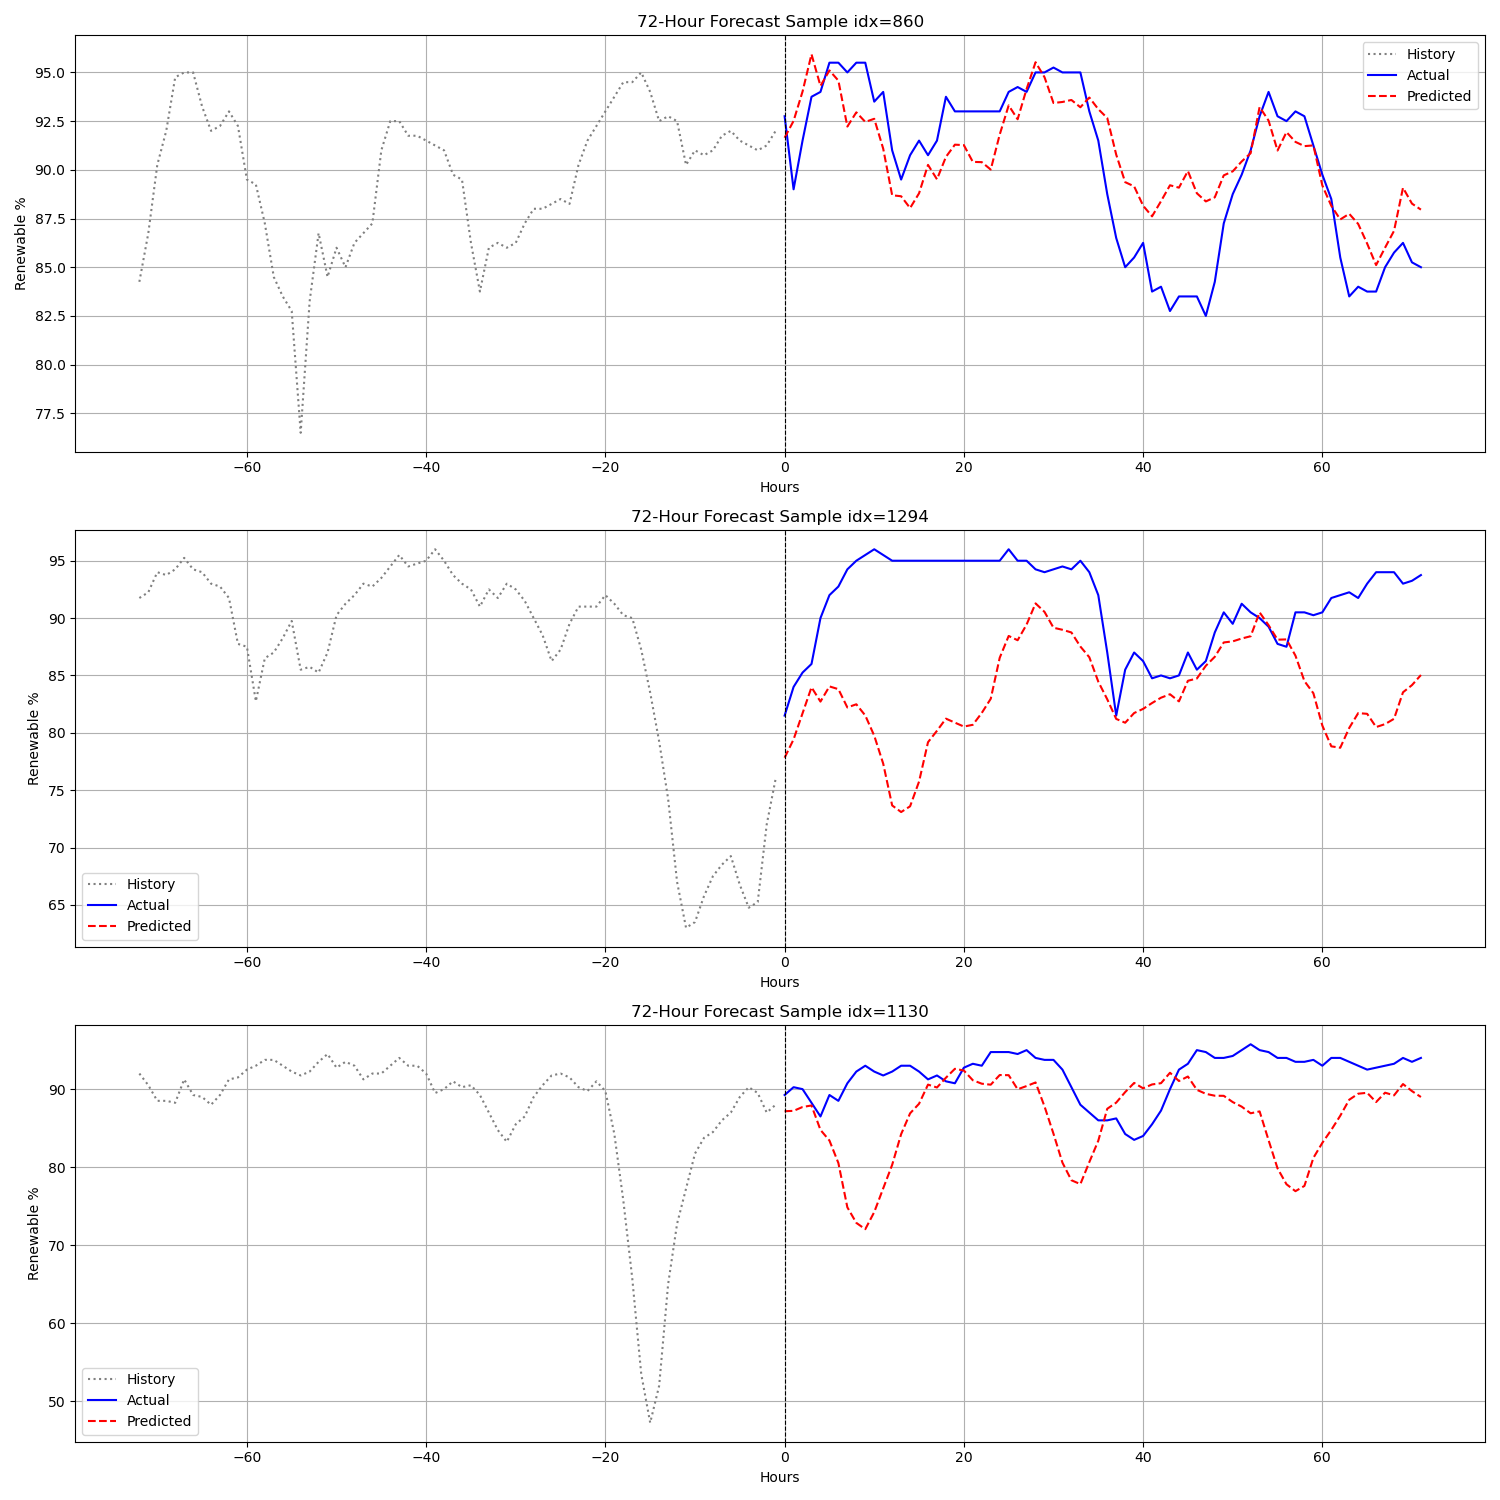 72-Hour Forecast Sample idx=860
95.0
92.5
90.0
87.5
85.0
82.5
80.0
77.5
Renewable %
History
Actual
Predicted
−60 −40 −20 0 20 40 60
Hours
72-Hour Forecast Sample idx=1294
95
90
85
80
75
70
65
Renewable %
History
Actual
Predicted
−60 −40 −20 0 20 40 60
Hours
72-Hour Forecast Sample idx=1130
90
80
70
60
50
Renewable %
History
Actual
Predicted
−60 −40 −20 0 20 40 60
Hours